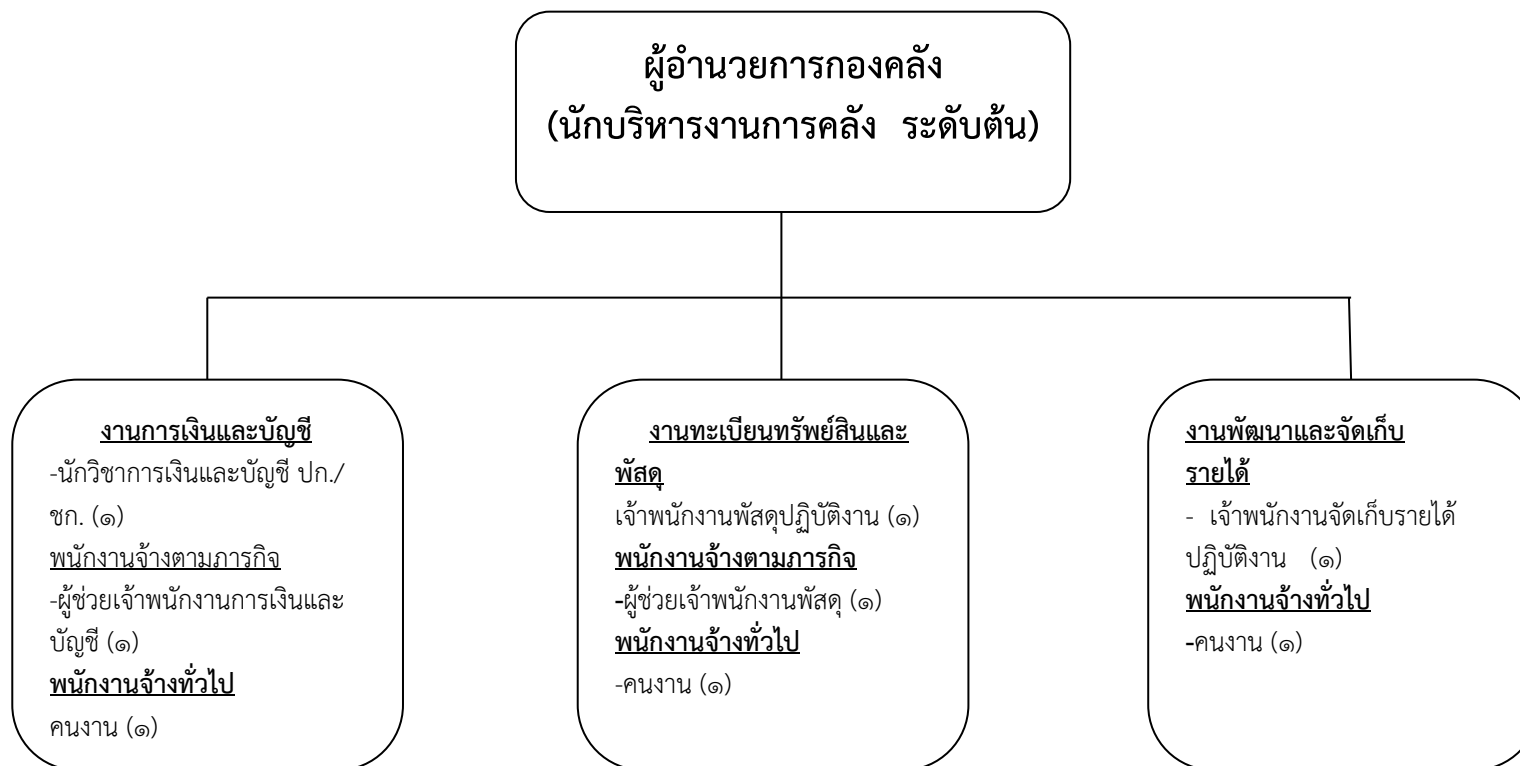 ผู้อำนวยการกองคลัง
(นักบริหารงานการคลัง ระดับต้น)
งานการเงินและบัญชี
-นักวิชาการเงินและบัญชี ปก./
ชก. (๑)
พนักงานจ้างตามภารกิจ
-ผู้ช่วยเจ้าพนักงานการเงินและ
บัญชี (๑)
พนักงานจ้างทั่วไป
คนงาน (๑)
งานทะเบียนทรัพย์สินและ
พัสดุ
เจ้าพนักงานพัสดุปฏิบัติงาน (๑)
พนักงานจ้างตามภารกิจ
-ผู้ช่วยเจ้าพนักงานพัสดุ (๑)
พนักงานจ้างทั่วไป
-คนงาน (๑)
งานพัฒนาและจัดเก็บ
รายได้
- เจ้าพนักงานจัดเก็บรายได้
ปฏิบัติงาน (๑)
พนักงานจ้างทั่วไป
-คนงาน (๑)